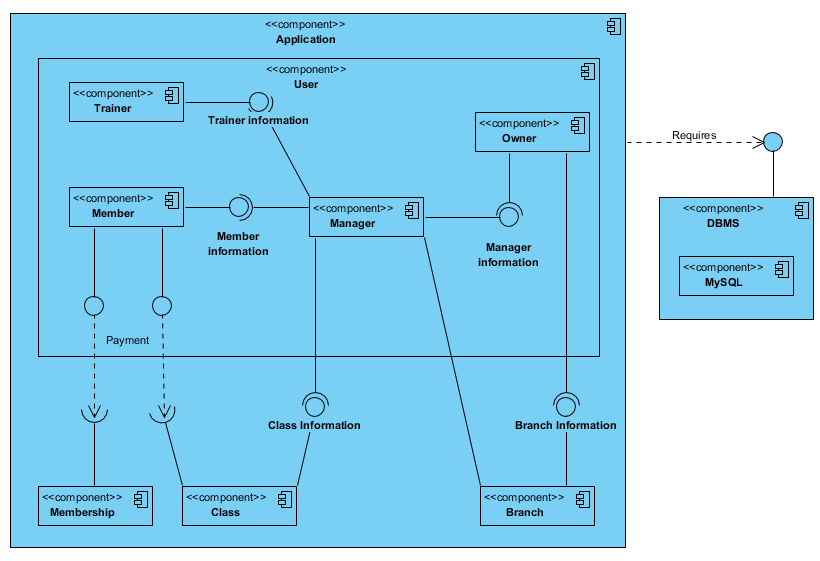 <<component>>
Application
<<component>>
User
<<component>>
Trainer
Trainer information
<<component>>
Owner
Requires
<<component>>
Member
Member
information
<<component>>
Manager
Manager
information
<<component>>
DBMS
<<component>>
MySQL
Payment
Class Information
Branch Information
<<component>>
Membership
<<component>>
Class
<<component>>
Branch